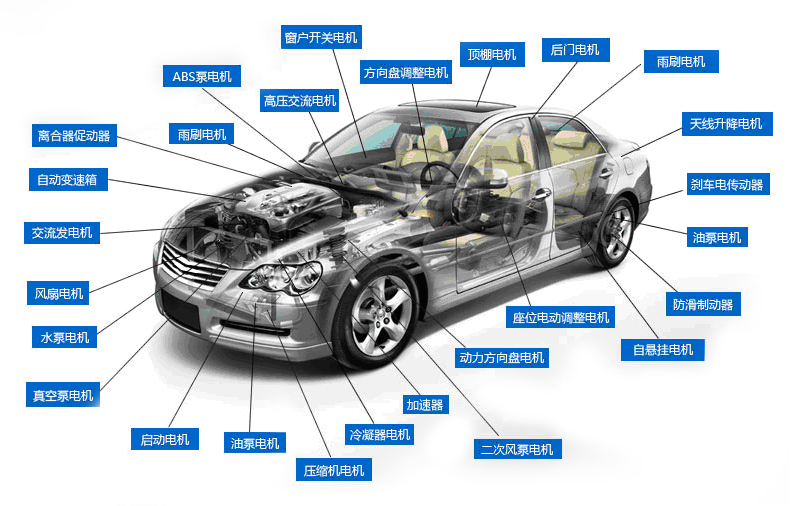 窗户开关电机
顶棚电机
后门电机
雨刷电机
ABS泵电机
方向盘调整电机
高压交流电机
天线升降电机
离合器促动器
雨刷电机
自动变速箱
刹车电传动器
交流发电机
油泵电机
风扇电机
防滑制动器
座位电动调整电机
水泵电机
自悬挂电机
动力方向盘电机
真空泵电机
加速器
启动电机
油泵电机
冷凝器电机
二次风泵电机
压缩机电机